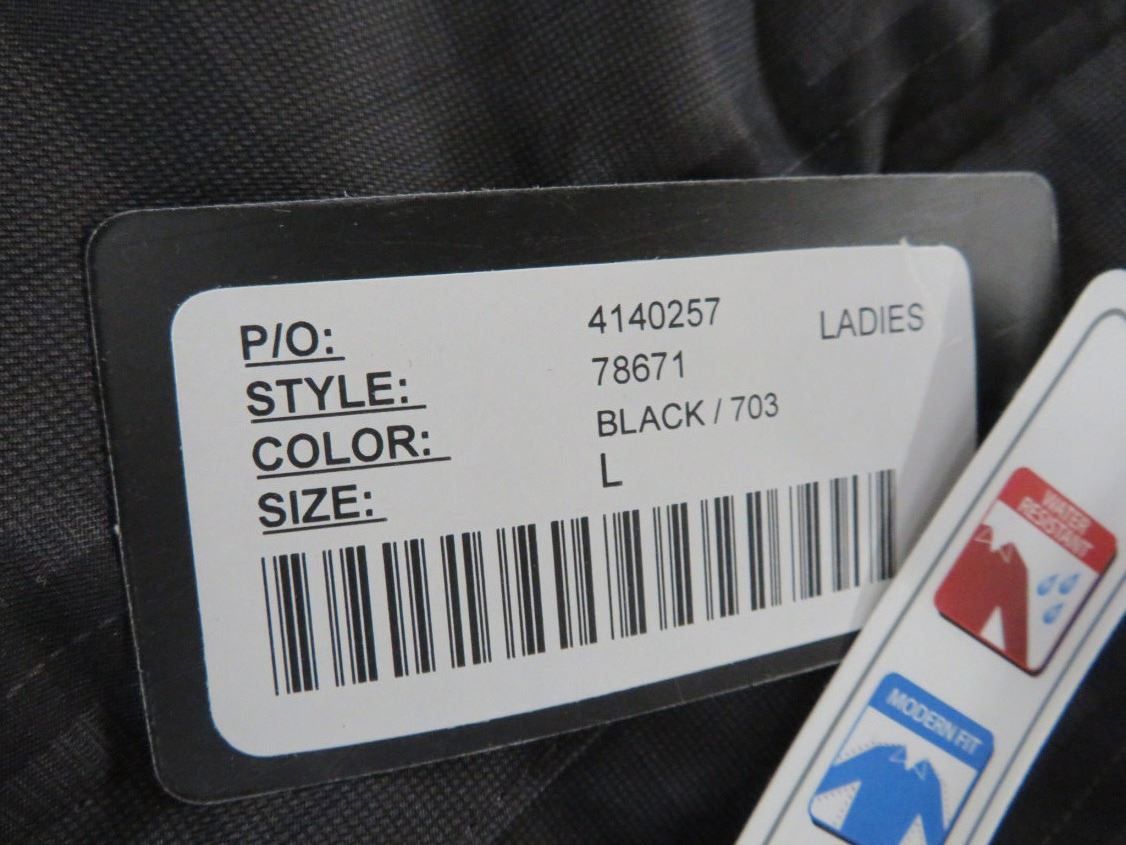 P/O: 4140257 LADIES
STYLE: 78671
COLOR: BLACK / 703
SIZE: L
WATER
RESISTANT
MODERN FIT